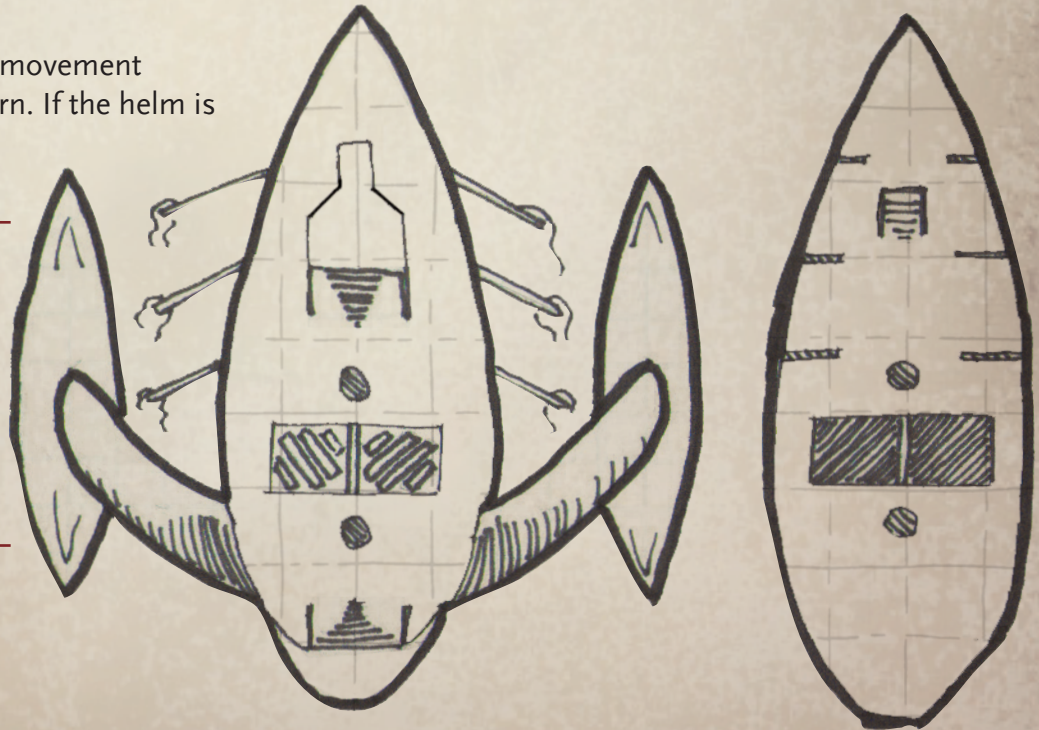 movement
rn. If the helm is